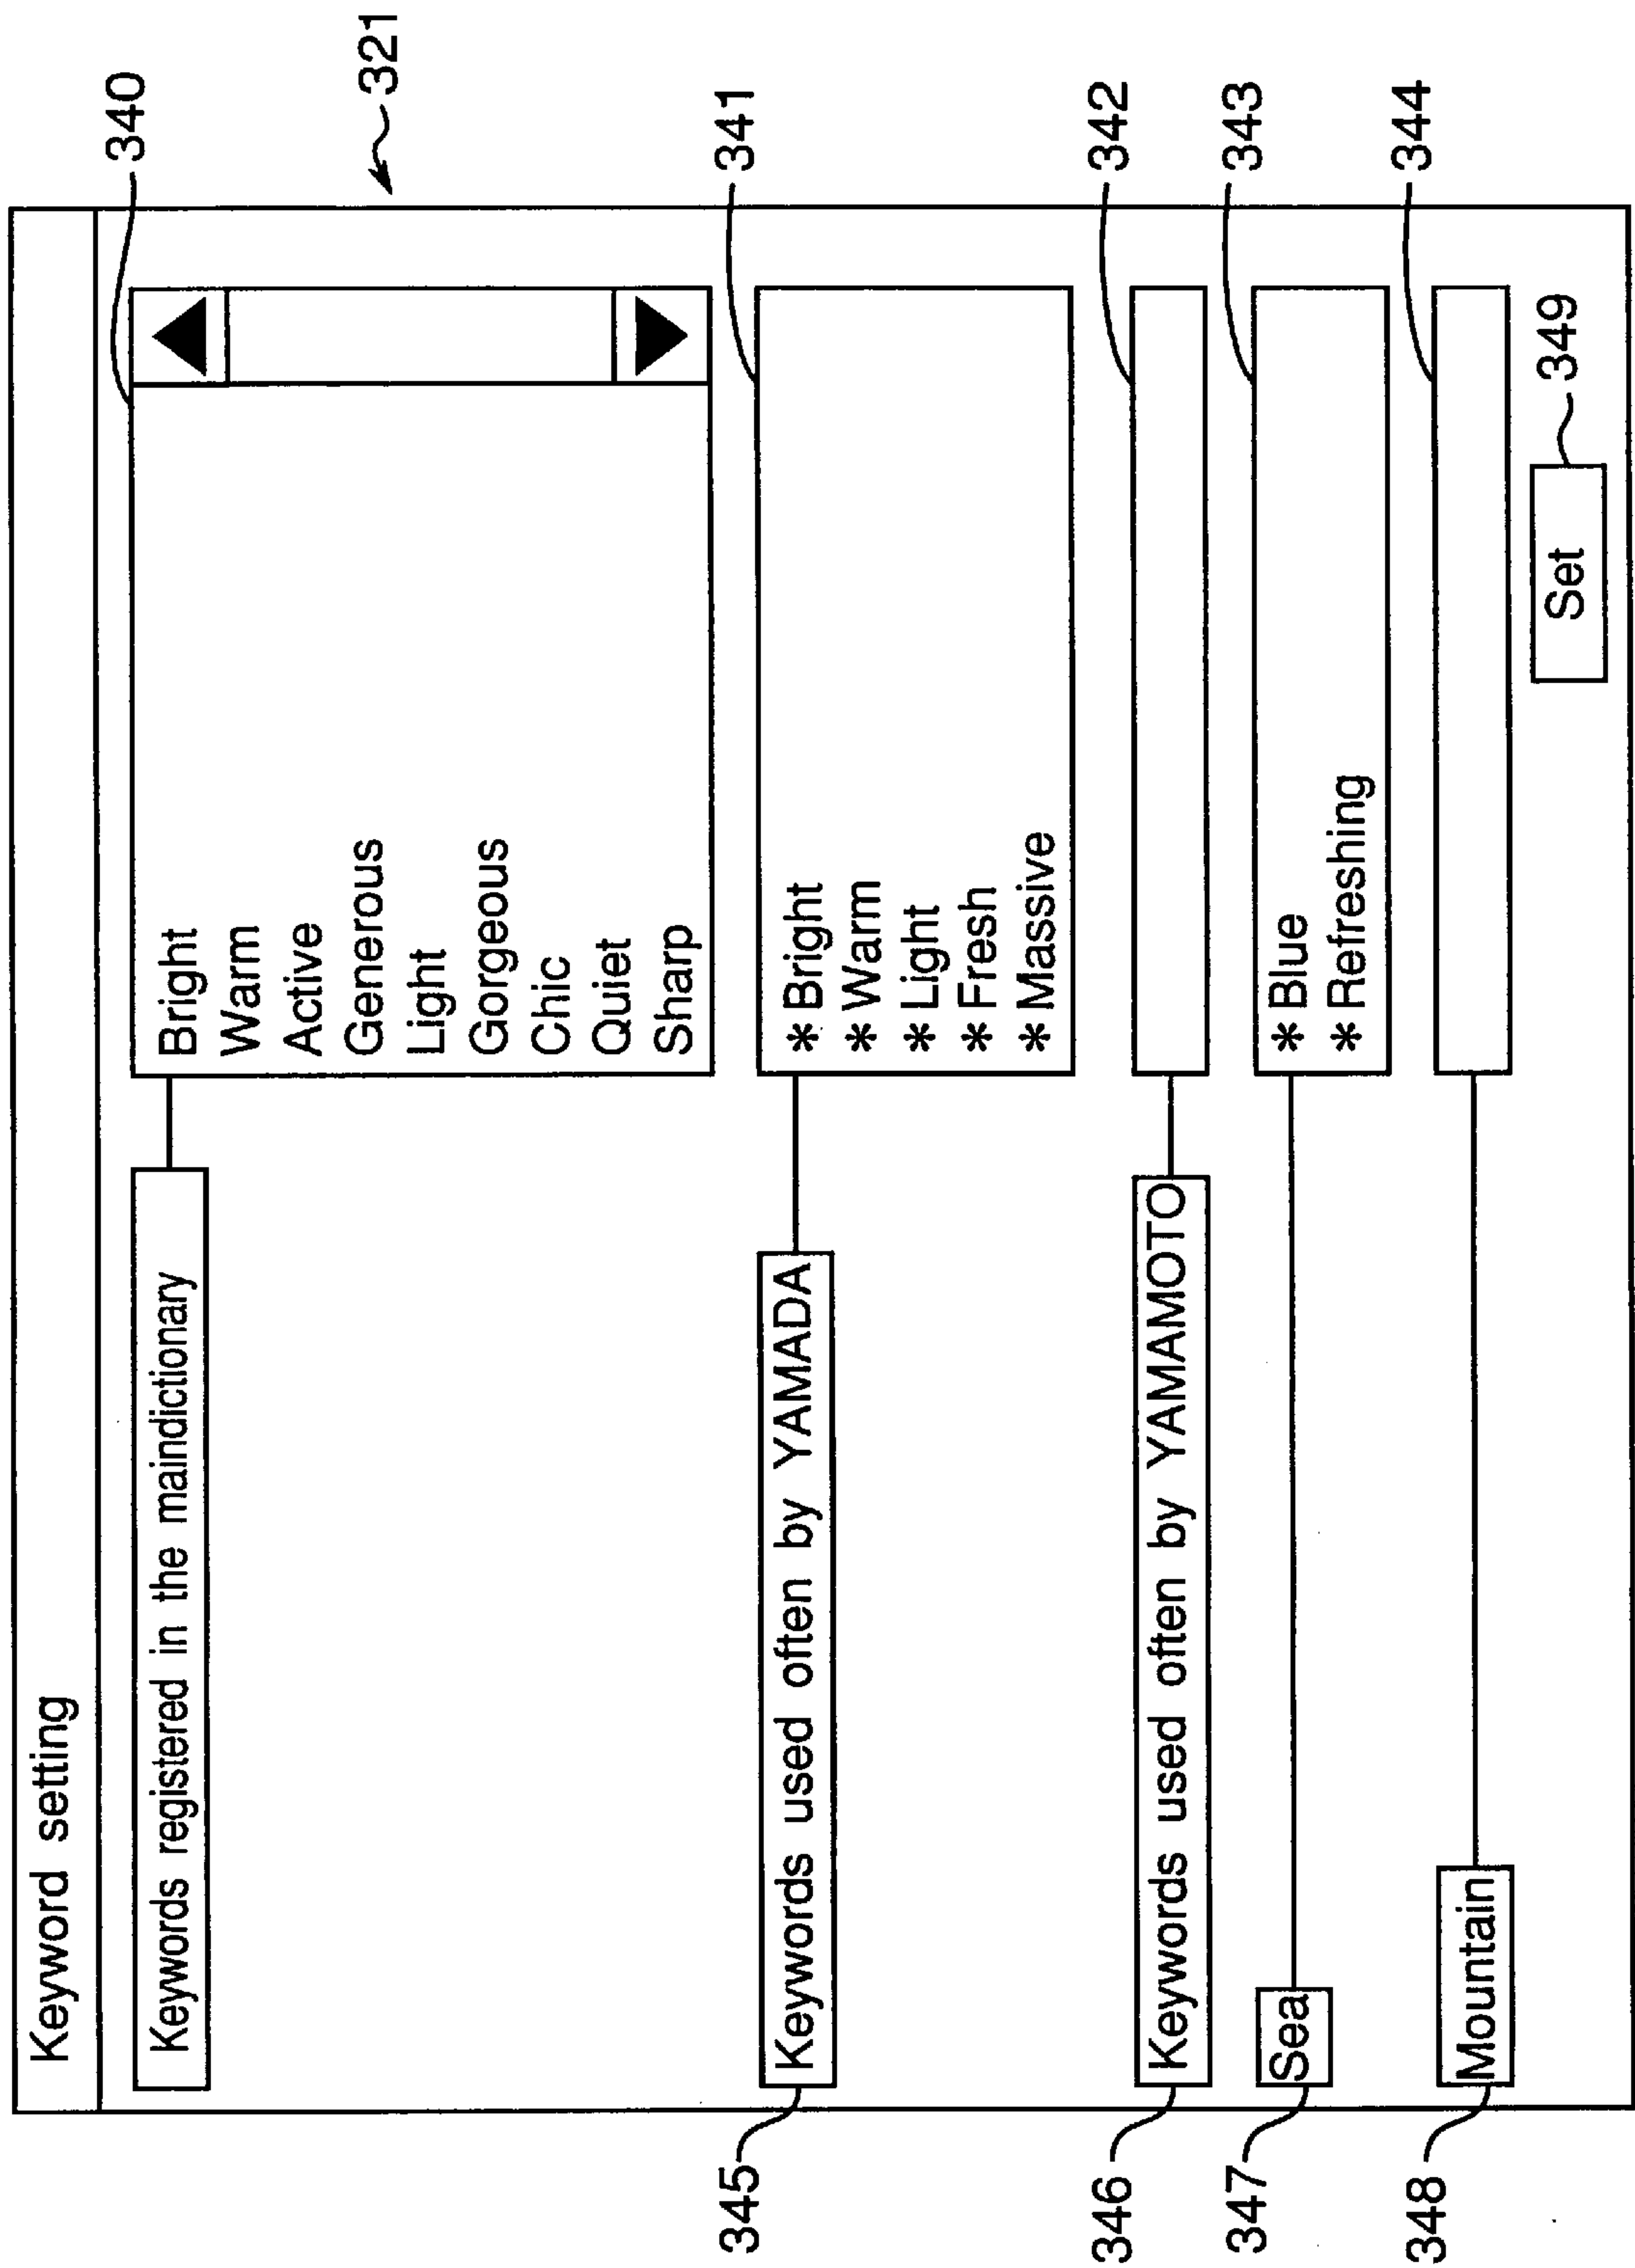 Keyword setting
340
321
Keywords registered in the maindictionary
Bright
Warm
Active
Generous
Light
Gorgeous
Chic
Quiet
Sharp
341
345
Keywords used often by YAMADA
* Bright
* Warm
* Light
* Fresh
* Massive
342
346
Keywords used often by YAMAMOTO
343
347
Sea
* Blue
* Refreshing
344
348
Mountain
Set
349